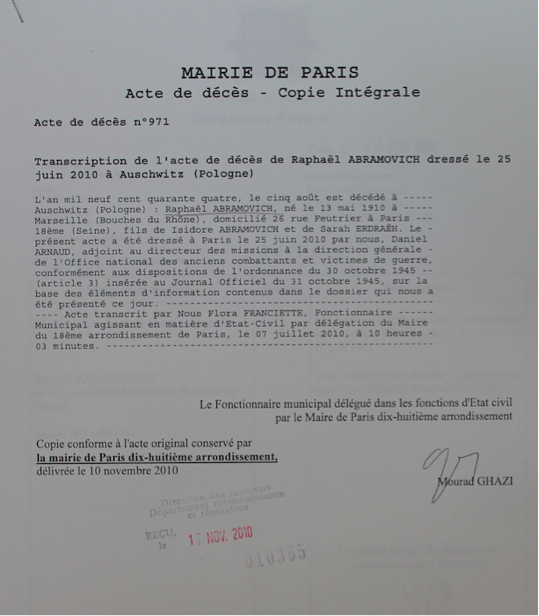 MAIRIE DE PARIS
Acte de décès - Copie Intégrale
Acte de décès n°971
Transcription de l'acte de décès de Raphaël ABRAMOVICH dressé le 25
juin 2010 à Auschwitz (Pologne)
L'an mil neuf cent quarante quatre, le cinq août est décédé à -----
Auschwitz (Pologne) : Raphaël ABRAMOVICH, né le 13 mai 1910 à -----
Marseille (Bouches du Rhône), domicilié 26 rue Feutrier à Paris ---
18ème (Seine), fils de Isidore ABRAMOVICH et de Sarah ERDRAËH. Le -
présent acte a été dressé à Paris le 25 juin 2010 par nous, Daniel
ARNAUD, adjoint au directeur des missions à la direction générale -
de l'Office national des anciens combattants et victimes de guerre,
conformément aux dispositions de l'ordonnance du 30 octobre 1945 --
(article 3) insérée au Journal Officiel du 31 octobre 1945, sur la
base des éléments d'information contenus dans le dossier qui nous a
été présenté ce jour. ---------------------------------------------
---- Acte transcrit par Nous Flora FRANCIETTE, Fonctionnaire ------
Municipal agissant en matière d'Etat-Civil par délégation du Maire
du 18ème arrondissement de Paris, le 07 juillet 2010, à 10 heures -
03 minutes. -------------------------------------------------------
Le Fonctionnaire municipal délégué dans les fonctions d'Etat civil
par le Maire de Paris dix-huitième arrondissement
Copie conforme à l'acte original conservé par
la mairie de Paris dix-huitième arrondissement,
délivrée le 10 novembre 2010
Mourad GHAZI
Département reconnaissance
et réparation
REÇU,
le 17 NOV. 2010
010365